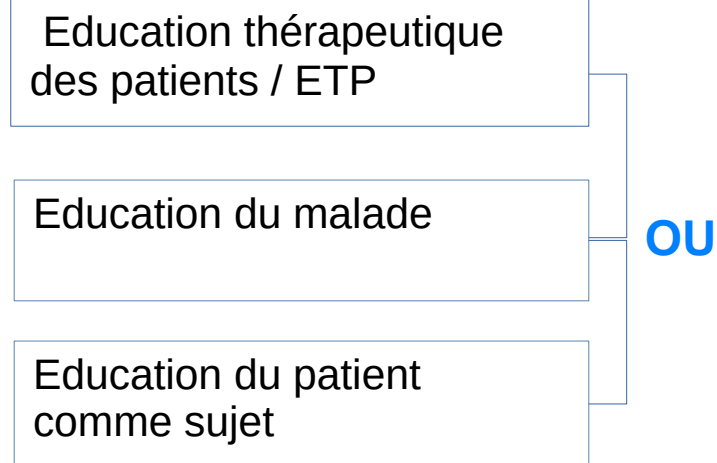 Education thérapeutique
des patients / ETP
Education du malade
OU
Education du patient
comme sujet